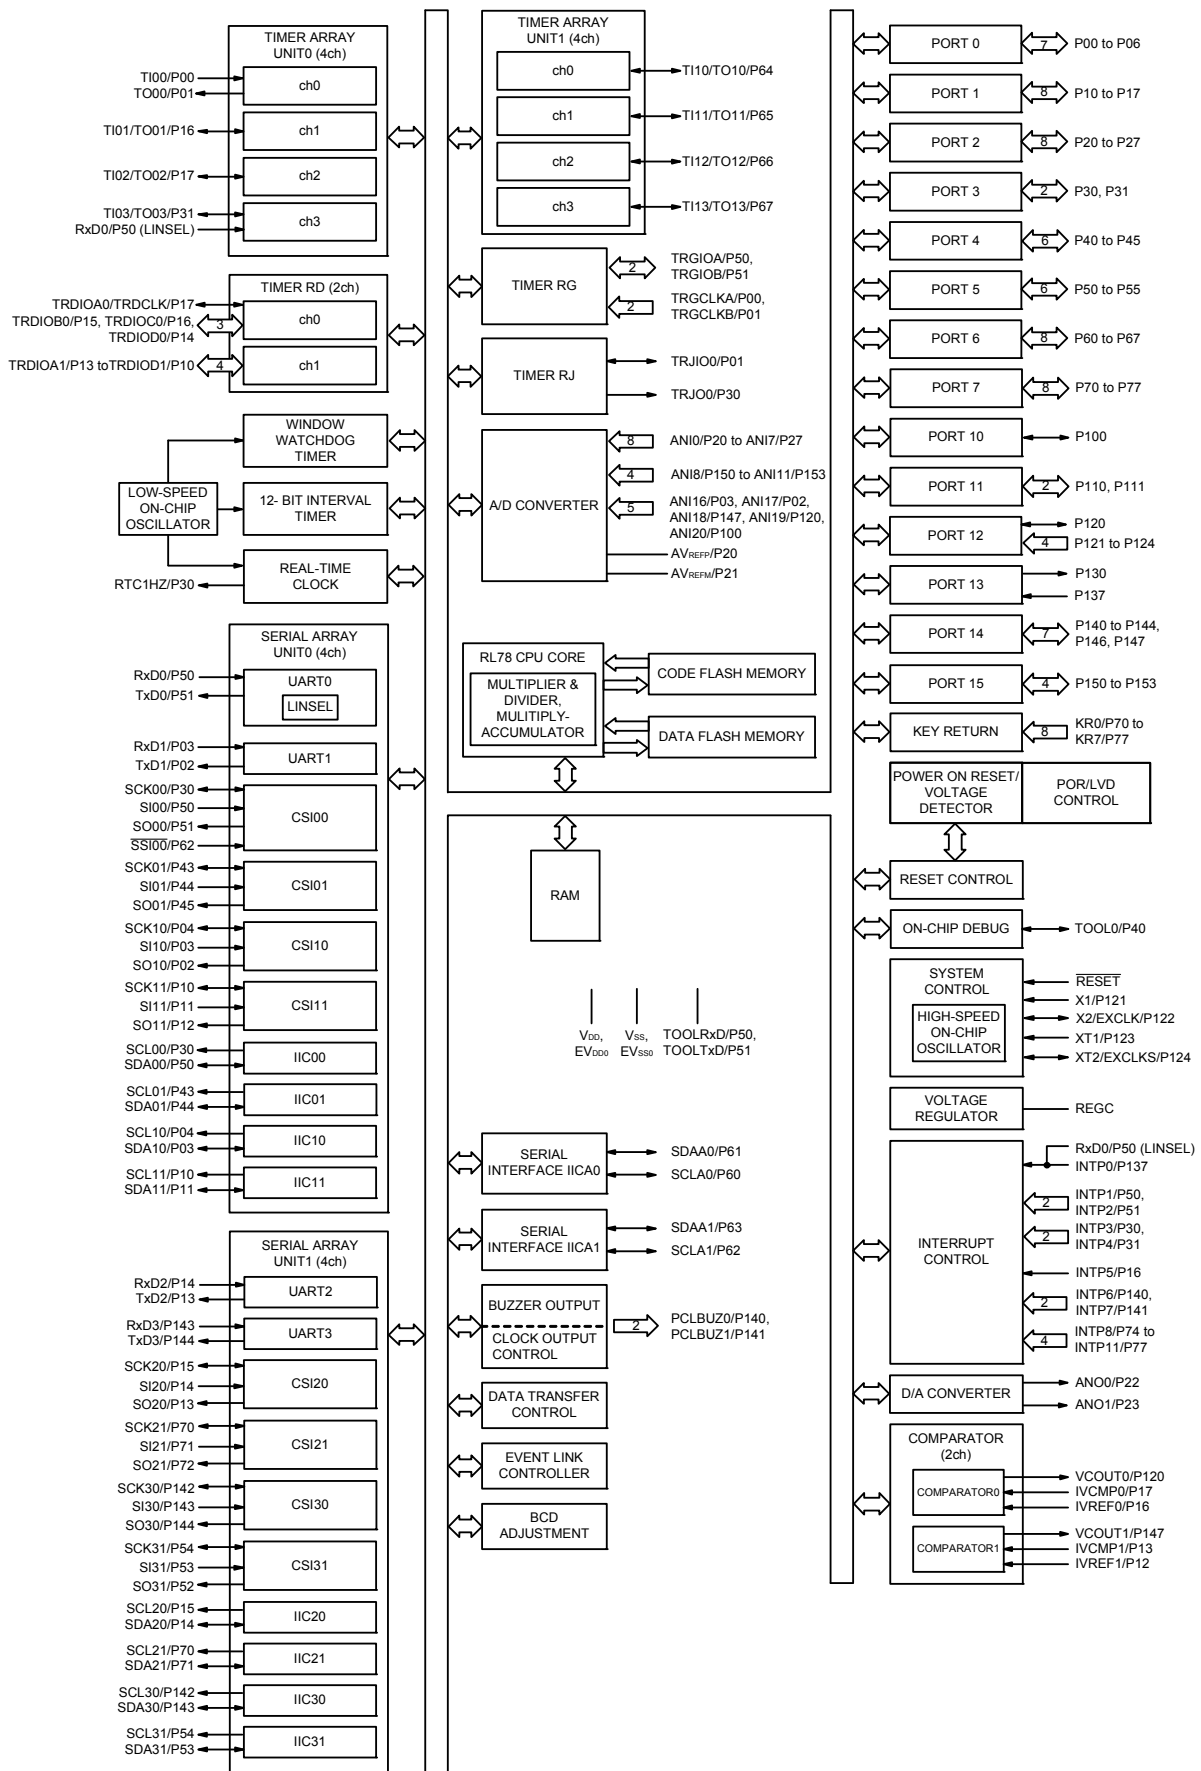 TIMER ARRAY
UNIT0 (4ch)
TI00/P00
TO00/P01
ch0
TI01/TO01/P16
ch1
TI02/TO02/P17
ch2
TI03/TO03/P31
RxD0/P50 (LINSEL)
ch3
TIMER RD (2ch)
TRDIOA0/TRDCLK/P17
TRDIOB0/P15, TRDIOC0/P16,
TRDIOD0/P14
3
ch0
TRDIOA1/P13 toTRDIOD1/P10
4
ch1
WINDOW
WATCHDOG
TIMER
LOW-SPEED
ON-CHIP
OSCILLATOR
12- BIT INTERVAL
TIMER
RTC1HZ/P30
REAL-TIME
CLOCK
SERIAL ARRAY
UNIT0 (4ch)
RxD0/P50
TxD0/P51
UART0
LINSEL
RxD1/P03
TxD1/P02
UART1
SCK00/P30
SI00/P50
SO00/P51
SSI00/P62
CSI00
SCK01/P43
SI01/P44
SO01/P45
CSI01
SCK10/P04
SI10/P03
SO10/P02
CSI10
SCK11/P10
SI11/P11
SO11/P12
CSI11
SCL00/P30
SDA00/P50
IIC00
SCL01/P43
SDA01/P44
IIC01
SCL10/P04
SDA10/P03
IIC10
SCL11/P10
SDA11/P11
IIC11
SERIAL ARRAY
UNIT1 (4ch)
RxD2/P14
TxD2/P13
UART2
RxD3/P143
TxD3/P144
UART3
SCK20/P15
SI20/P14
SO20/P13
CSI20
SCK21/P70
SI21/P71
SO21/P72
CSI21
SCK30/P142
SI30/P143
SO30/P144
CSI30
SCK31/P54
SI31/P53
SO31/P52
CSI31
SCL20/P15
SDA20/P14
IIC20
SCL21/P70
SDA21/P71
IIC21
SCL30/P142
SDA30/P143
IIC30
SCL31/P54
SDA31/P53
IIC31
TIMER ARRAY
UNIT1 (4ch)
ch0
TI10/TO10/P64
ch1
TI11/TO11/P65
ch2
TI12/TO12/P66
ch3
TI13/TO13/P67
TIMER RG
2
TRGIOA/P50,
TRGIOB/P51
2
TRGCLKA/P00,
TRGCLKB/P01
TIMER RJ
TRJIO0/P01
TRJO0/P30
A/D CONVERTER
8
ANI0/P20 to ANI7/P27
4
ANI8/P150 to ANI11/P153
5
ANI16/P03, ANI17/P02,
ANI18/P147, ANI19/P120,
ANI20/P100
AVREFP/P20
AVREFM/P21
RL78 CPU CORE
MULTIPLIER &
DIVIDER,
MULITIPLY-
ACCUMULATOR
CODE FLASH MEMORY
DATA FLASH MEMORY
RAM
VDD,
EVDD0
VSS,
EVSS0
TOOLRxD/P50,
TOOLTxD/P51
SERIAL
INTERFACE IICA0
SDAA0/P61
SCLA0/P60
SERIAL
INTERFACE IICA1
SDAA1/P63
SCLA1/P62
BUZZER OUTPUT
CLOCK OUTPUT
CONTROL
2
PCLBUZ0/P140,
PCLBUZ1/P141
DATA TRANSFER
CONTROL
EVENT LINK
CONTROLLER
BCD
ADJUSTMENT
PORT 0
7
P00 to P06
PORT 1
8
P10 to P17
PORT 2
8
P20 to P27
PORT 3
2
P30, P31
PORT 4
6
P40 to P45
PORT 5
6
P50 to P55
PORT 6
8
P60 to P67
PORT 7
8
P70 to P77
PORT 10
P100
PORT 11
2
P110, P111
PORT 12
P120
4
P121 to P124
PORT 13
P130
P137
PORT 14
7
P140 to P144,
P146, P147
PORT 15
4
P150 to P153
KEY RETURN
8
KR0/P70 to
KR7/P77
POWER ON RESET/
VOLTAGE
DETECTOR
POR/LVD
CONTROL
RESET CONTROL
ON-CHIP DEBUG
TOOL0/P40
SYSTEM
CONTROL
HIGH-SPEED
ON-CHIP
OSCILLATOR
RESET
X1/P121
X2/EXCLK/P122
XT1/P123
XT2/EXCLKS/P124
VOLTAGE
REGULATOR
REGC
INTERRUPT
CONTROL
RxD0/P50 (LINSEL)
INTP0/P137
2
INTP1/P50,
INTP2/P51
2
INTP3/P30,
INTP4/P31
INTP5/P16
2
INTP6/P140,
INTP7/P141
4
INTP8/P74 to
INTP11/P77
D/A CONVERTER
ANO0/P22
ANO1/P23
COMPARATOR
(2ch)
COMPARATOR0
VCOUT0/P120
IVCMP0/P17
IVREF0/P16
COMPARATOR1
VCOUT1/P147
IVCMP1/P13
IVREF1/P12